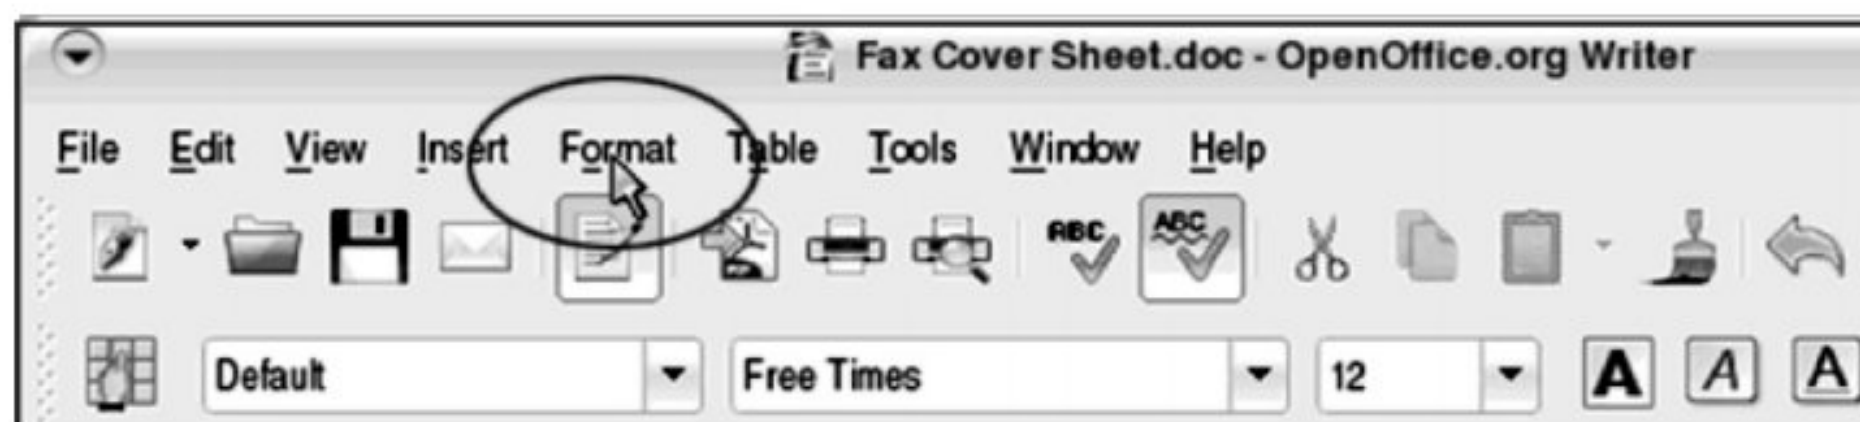 Fax Cover Sheet.doc - OpenOffice.org Writer
File Edit View Insert Format Table Tools Window Help
ABC ABC
Default Free Times 12 A A A